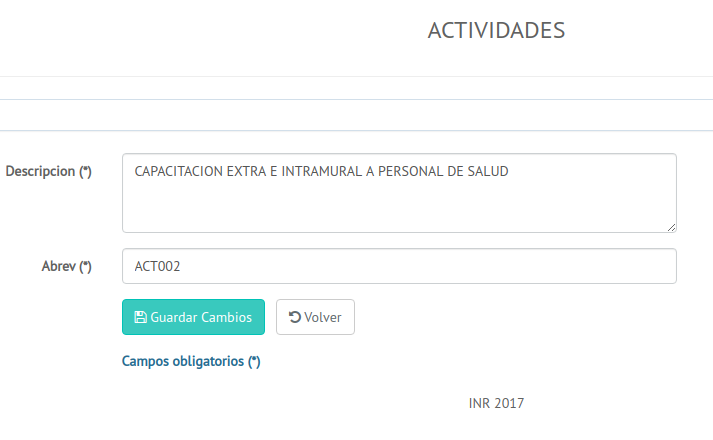 ACTIVIDADES
Descripcion (*)
CAPACITACION EXTRA E INTRAMURAL A PERSONAL DE SALUD
Abrev (*)
ACT002
Guardar Cambios
Volver
Campos obligatorios (*)
INR 2017